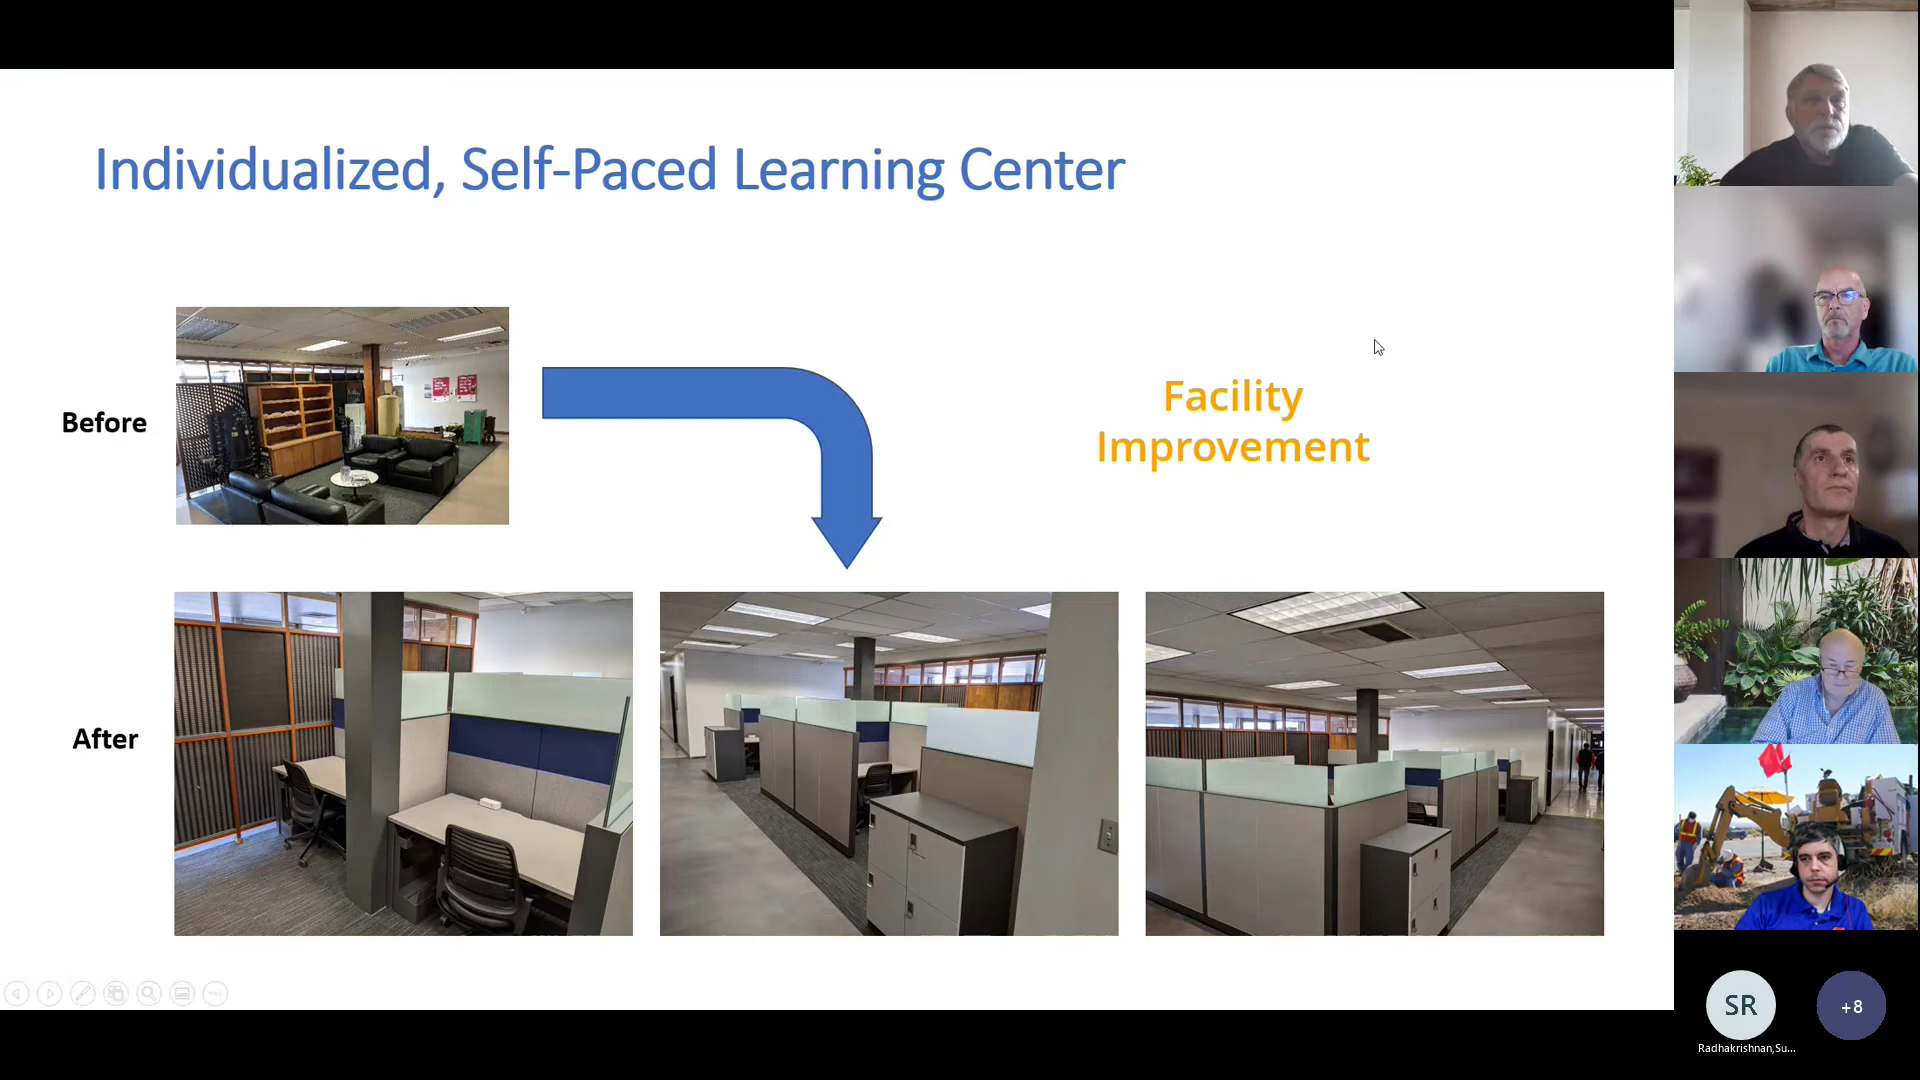 Individualized, Self-Paced Learning Center
Before
Facility
Improvement
After
SR
+8
Radhakrishnan,Su...